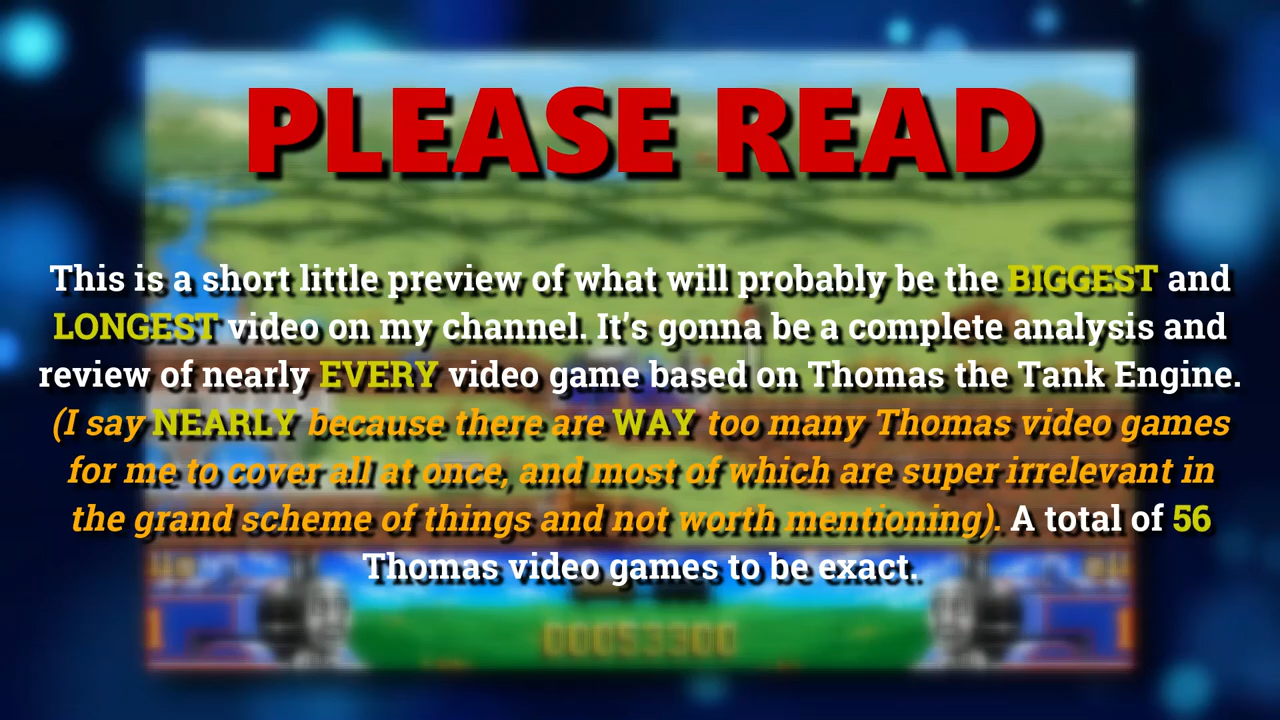 PLEASE READ
This is a short little preview of what will probably be the BIGGEST and
LONGEST video on my channel. It's gonna be a complete analysis and
review of nearly EVERY video game based on Thomas the Tank Engine.
(I say NEARLY because there are WAY too many Thomas video games
for me to cover all at once, and most of which are super irrelevant in
the grand scheme of things and not worth mentioning). A total of 56
Thomas video games to be exact.
00053300